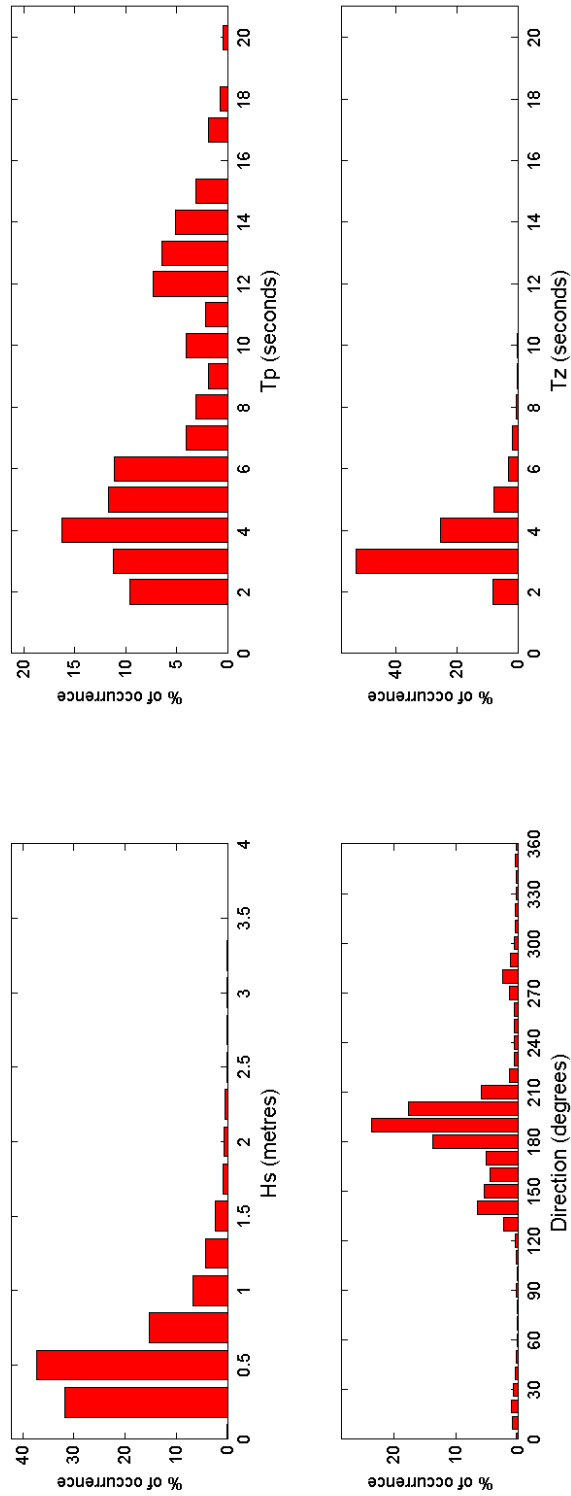 % of occurrence
40
30
20
10
0
0 0.5 1 1.5 2 2.5 3 3.5 4
Hs (metres)
% of occurrence
20
15
10
5
0
0 2 4 6 8 10 12 14 16 18 20
Tp (seconds)
% of occurrence
20
10
0
0 30 60 90 120 150 180 210 240 270 300 330 360
Direction (degrees)
% of occurrence
40
20
0
0 2 4 6 8 10 12 14 16 18 20
Tz (seconds)